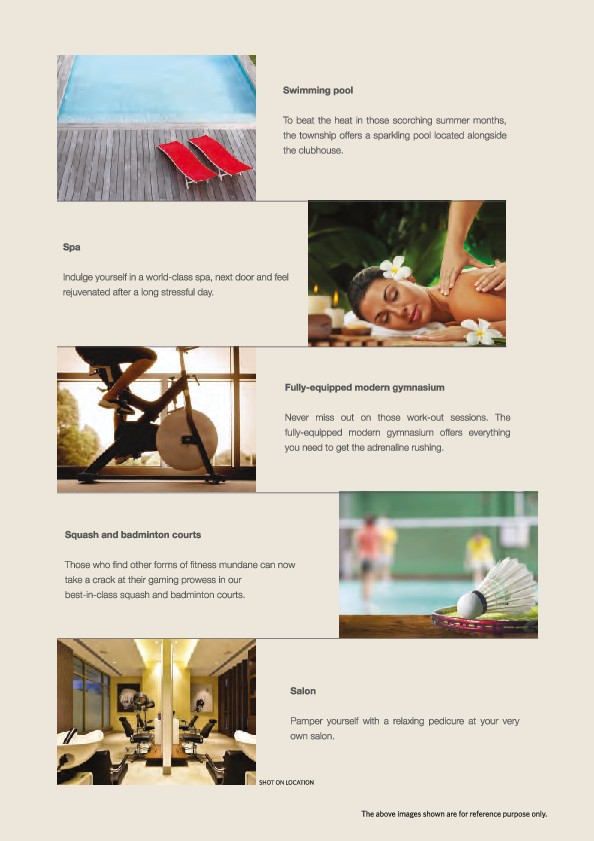 Swimming pool
To beat the heat in those scorching summer months,
the township offers a sparkling pool located alongside
the clubhouse.
Spa
Indulge yourself in a world-class spa, next door and feel
rejuvenated after a long stressful day.
Fully-equipped modern gymnasium
Never miss out on those work-out sessions. The
fully-equipped modern gymnasium offers everything
you need to get the adrenaline rushing.
Squash and badminton courts
Those who find other forms of fitness mundane can now
take a crack at their gaming prowess in our
best-in-class squash and badminton courts.
Salon
Pamper yourself with a relaxing pedicure at your very
own salon.
SHOT ON LOCATION
The above images shown are for reference purpose only.